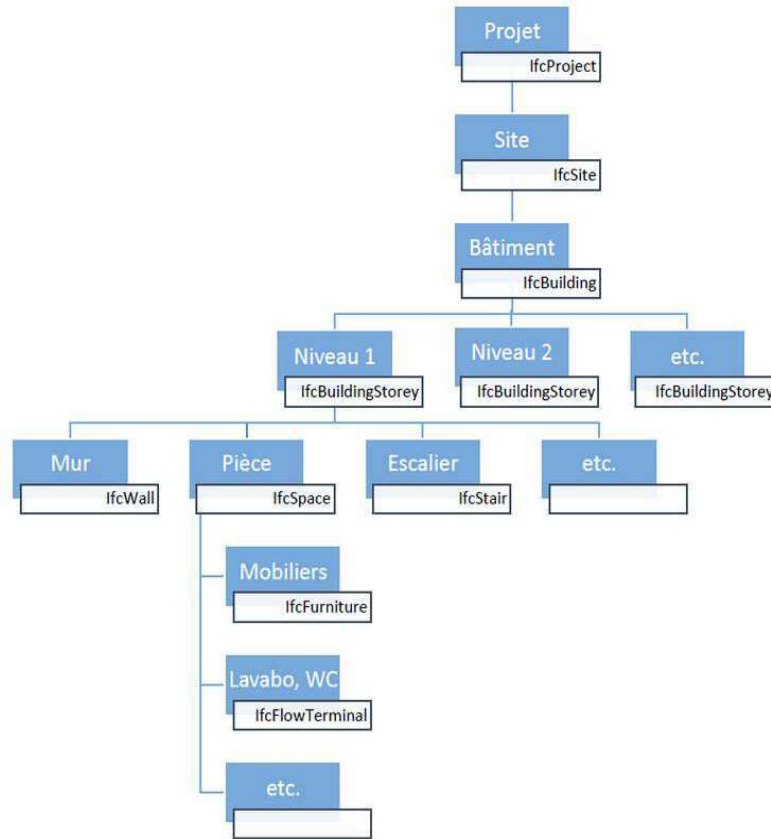 Projet
IfcProject
Site
IfcSite
Bâtiment
IfcBuilding
Niveau 1
IfcBuildingStorey
Niveau 2
IfcBuildingStorey
etc.
IfcBuildingStorey
Mur
IfcWall
Pièce
IfcSpace
Escalier
IfcStair
etc.
Mobiliers
IfcFurniture
Lavabo, WC
IfcFlowTerminal
etc.